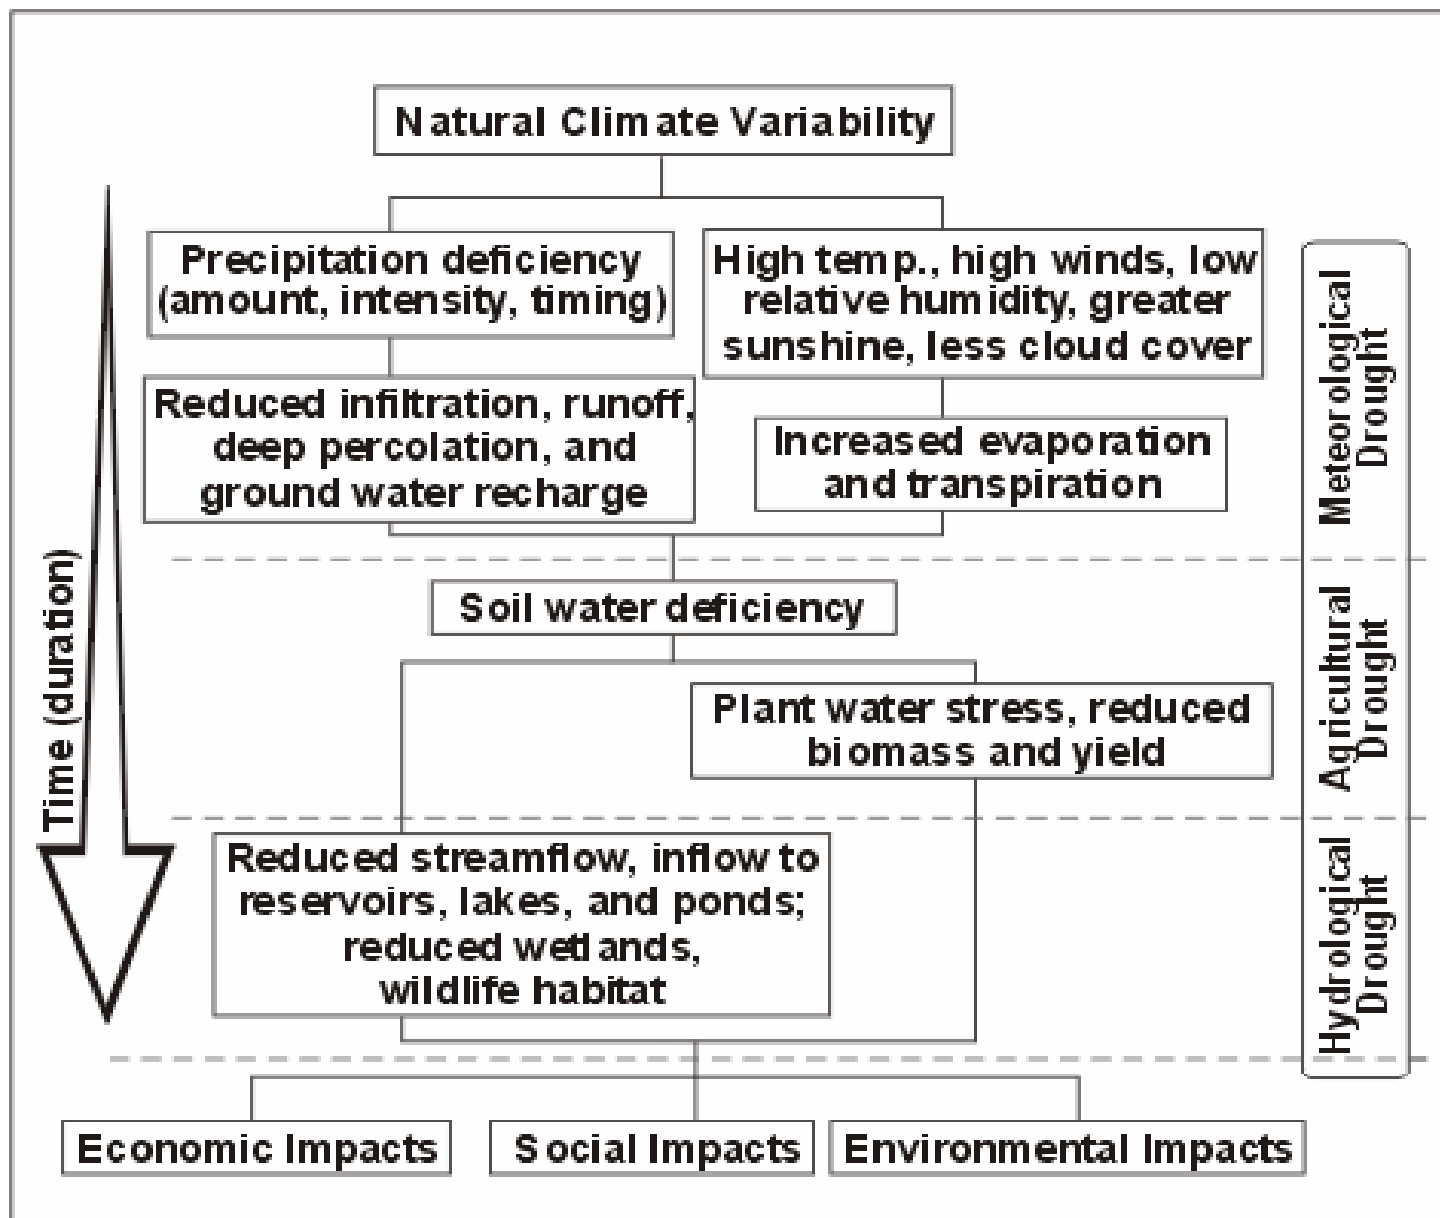 Natural Climate Variability
Precipitation deficiency
(amount, intensity, timing)
High temp., high winds, low
relative humidity, greater
sunshine, less cloud cover
Reduced infiltration, runoff,
deep percolation, and
ground water recharge
Increased evaporation
and transpiration
Meteorological
Drought
Time (duration)
Soil water deficiency
Plant water stress, reduced
biomass and yield
Agricultural
Drought
Reduced streamflow, inflow to
reservoirs, lakes, and ponds;
reduced wetlands,
wildlife habitat
Hydrological
Drought
Economic Impacts
Social Impacts
Environmental Impacts